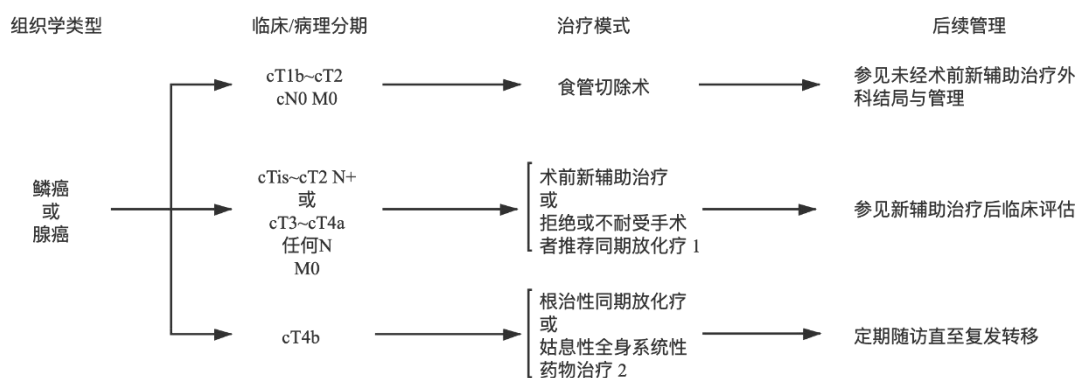 组织学类型
临床/病理分期
治疗模式
后续管理
鳞癌
或
腺癌
cT1b~cT2
cN0 M0
食管切除术
参见未经术前新辅助治疗外
科结局与管理
cTis~cT2 N+
或
cT3~cT4a
任何N
M0
术前新辅助治疗
或
拒绝或不耐受手术
者推荐同期放化疗 1
参见新辅助治疗后临床评估
cT4b
根治性同期放化疗
或
姑息性全身系统性
药物治疗 2
定期随访直至复发转移